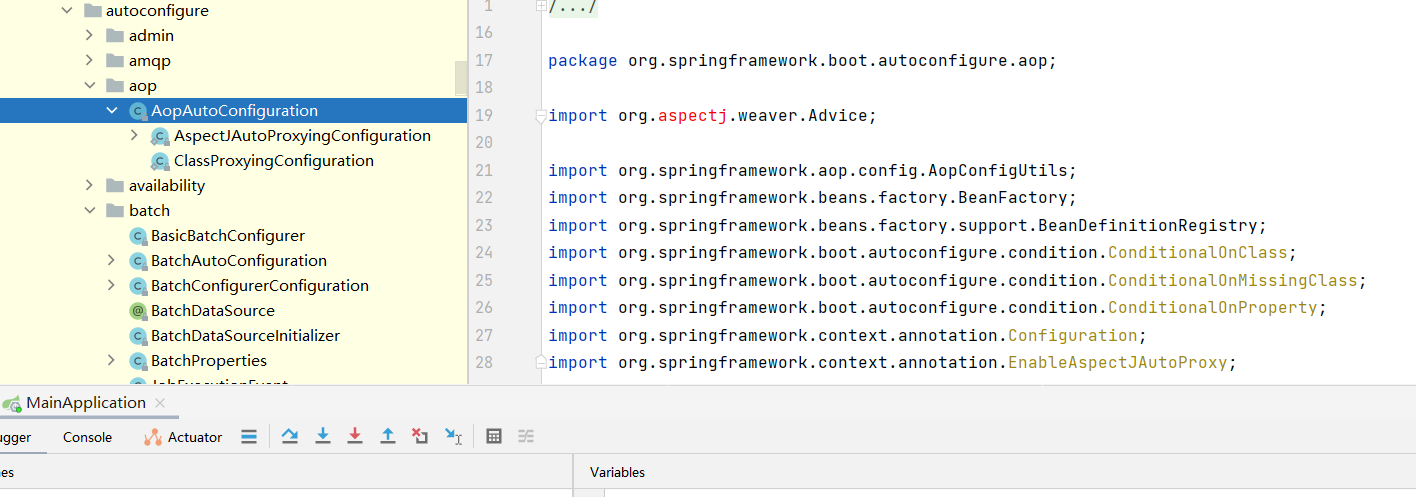 autoconfigure
admin
amqp
aop
AopAutoConfiguration
AspectJAutoProxyingConfiguration
ClassProxyingConfiguration
availability
batch
BasicBatchConfigurer
BatchAutoConfiguration
BatchConfigurerConfiguration
BatchDataSource
BatchDataSourceInitializer
BatchProperties
JobExecutionEvent
1 /.../
16
17 package org.springframework.boot.autoconfigure.aop;
18
19 import org.aspectj.weaver.Advice;
20
21 import org.springframework.aop.config.AopConfigUtils;
22 import org.springframework.beans.factory.BeanFactory;
23 import org.springframework.beans.factory.support.BeanDefinitionRegistry;
24 import org.springframework.boot.autoconfigure.condition.ConditionalOnClass;
25 import org.springframework.boot.autoconfigure.condition.ConditionalOnMissingClass;
26 import org.springframework.boot.autoconfigure.condition.ConditionalOnProperty;
27 import org.springframework.context.annotation.Configuration;
28 import org.springframework.context.annotation.EnableAspectJAutoProxy;
MainApplication
ugger Console Actuator
es Variables